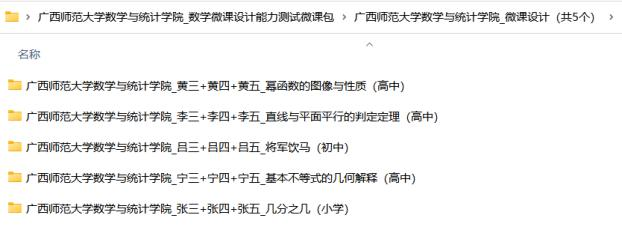 广西师范大学数学与统计学院_数学微课设计能力测试微课包 > 广西师范大学数学与统计学院_微课设计（共5个） >
名称
广西师范大学数学与统计学院_黄三+黄四+黄五_幂函数的图像与性质（高中）
广西师范大学数学与统计学院_李三+李四+李五_直线与平面平行的判定定理（高中）
广西师范大学数学与统计学院_吕三+吕四+吕五_将军饮马（初中）
广西师范大学数学与统计学院_宁三+宁四+宁五_基本不等式的几何解释（高中）
广西师范大学数学与统计学院_张三+张四+张五_几分之几（小学）